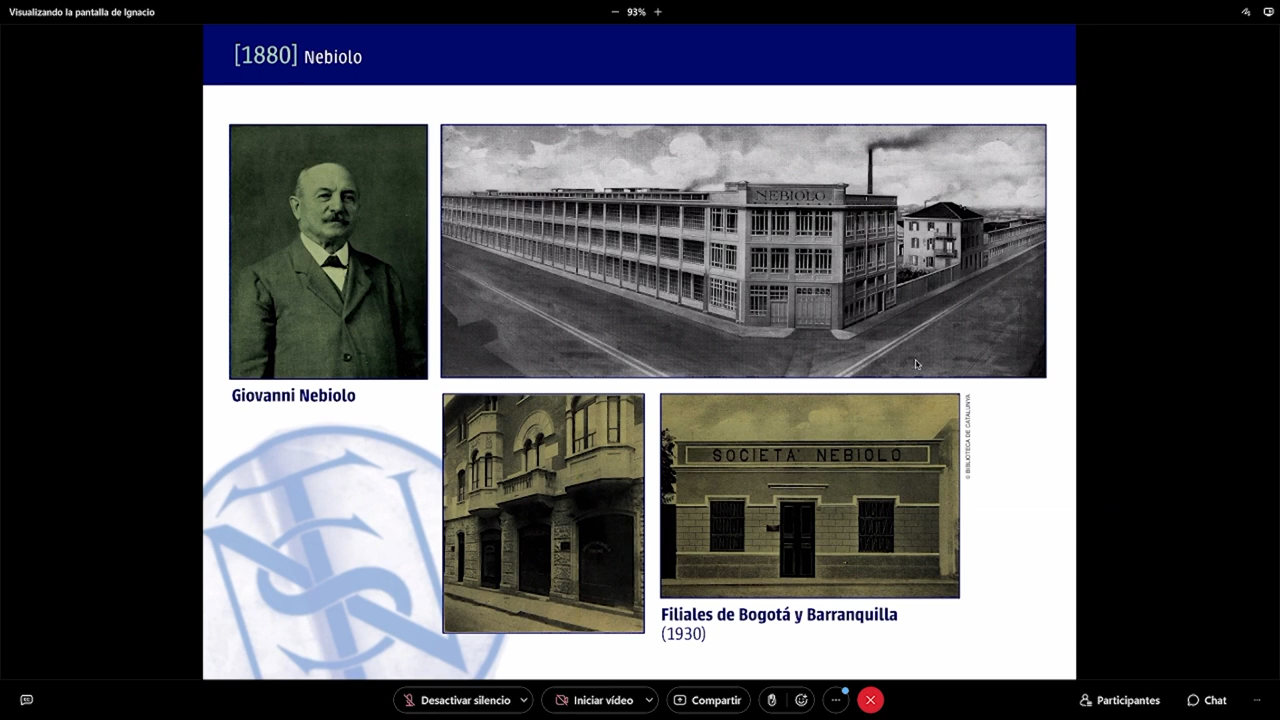 Visualizando la pantalla de Ignacio
93%
[1880] Nebiolo
NEBIOLO
Giovanni Nebiolo
SOCIETA' NEBIOLO
© BIBLIOTECA DE CATALUNYA
Filiales de Bogotá y Barranquilla
(1930)
Desactivar silencio
Iniciar vídeo
Compartir
Participantes
Chat